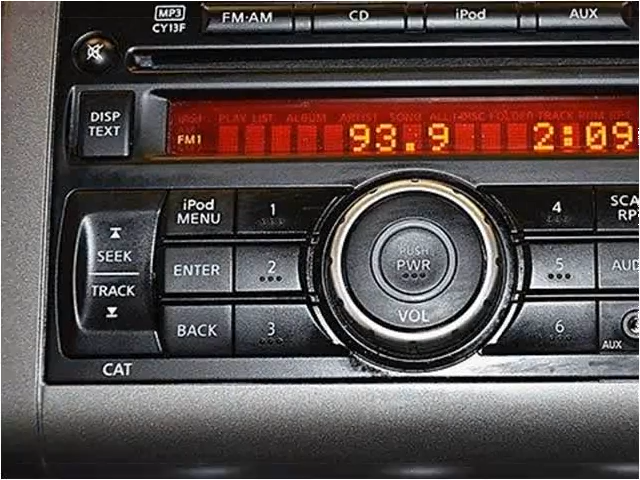 MP3
CY13F
FM·AM CD iPod AUX
DISP
TEXT
PLAY LIST ALBUM ARTIST SONG ALL DISC FOLDER TRACK
FM1 93.9 2:09
iPod
MENU
1
4
SEEK
ENTER
2
PUSH
PWR
5
TRACK
BACK
3
VOL
6
AUX
CAT